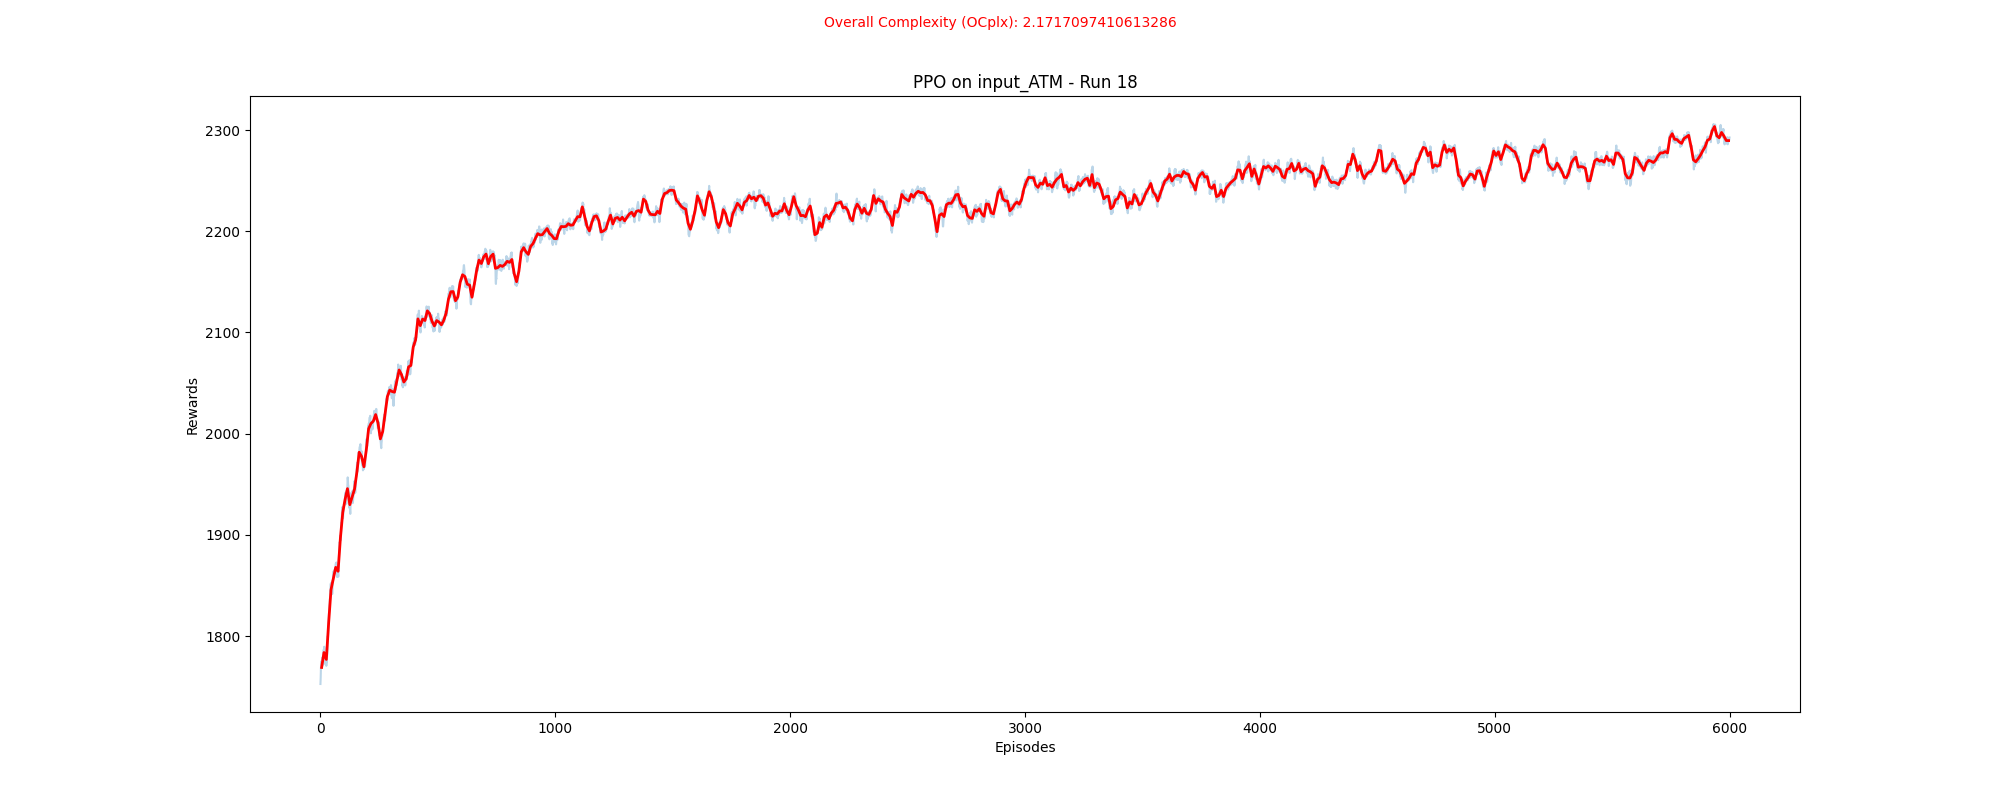 Overall Complexity (OCplx): 2.1717097410613286
PPO on input_ATM - Run 18
2300
2200
2100
2000
1900
1800
Rewards
0 1000 2000 3000 4000 5000 6000
Episodes